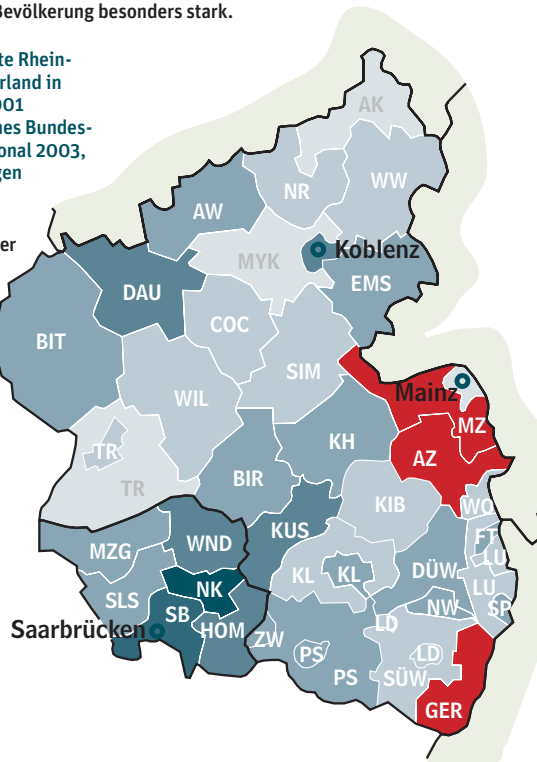 Bevölkerung besonders stark.
te Rhein-
rland in
001
nes Bundes-
onal 2003,
gen
er
AK
NR
WW
AW
MYK
Koblenz
EMS
DAU
COC
BIT
SIM
WIL
Mainz
MZ
AZ
TR
TR
KH
BIR
KIB
WO
KUS
WND
MZG
FT
LU
KL
KL
DÜW
NK
LU
SLS
SB
NW
SP
HOM
LD
Saarbrücken
ZW
PS
LD
PS
SÜW
GER